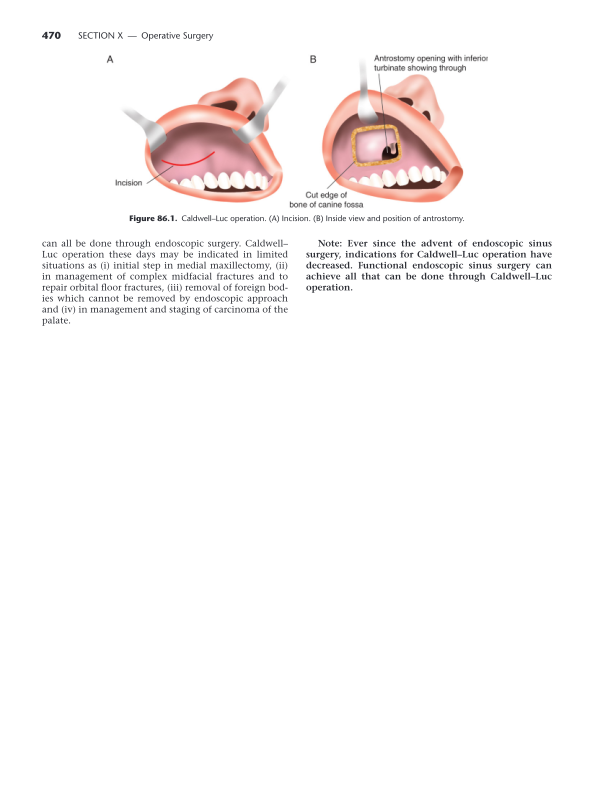 470 SECTION X — Operative Surgery
A
B
Antrostomy opening with inferior
turbinate showing through
Incision
Cut edge of
bone of canine fossa
Figure 86.1. Caldwell–Luc operation. (A) Incision. (B) Inside view and position of antrostomy.
can all be done through endoscopic surgery. Caldwell–
Luc operation these days may be indicated in limited
situations as (i) initial step in medial maxillectomy, (ii)
in management of complex midfacial fractures and to
repair orbital floor fractures, (iii) removal of foreign bod-
ies which cannot be removed by endoscopic approach
and (iv) in management and staging of carcinoma of the
palate.
Note: Ever since the advent of endoscopic sinus
surgery, indications for Caldwell–Luc operation have
decreased. Functional endoscopic sinus surgery can
achieve all that can be done through Caldwell–Luc
operation.